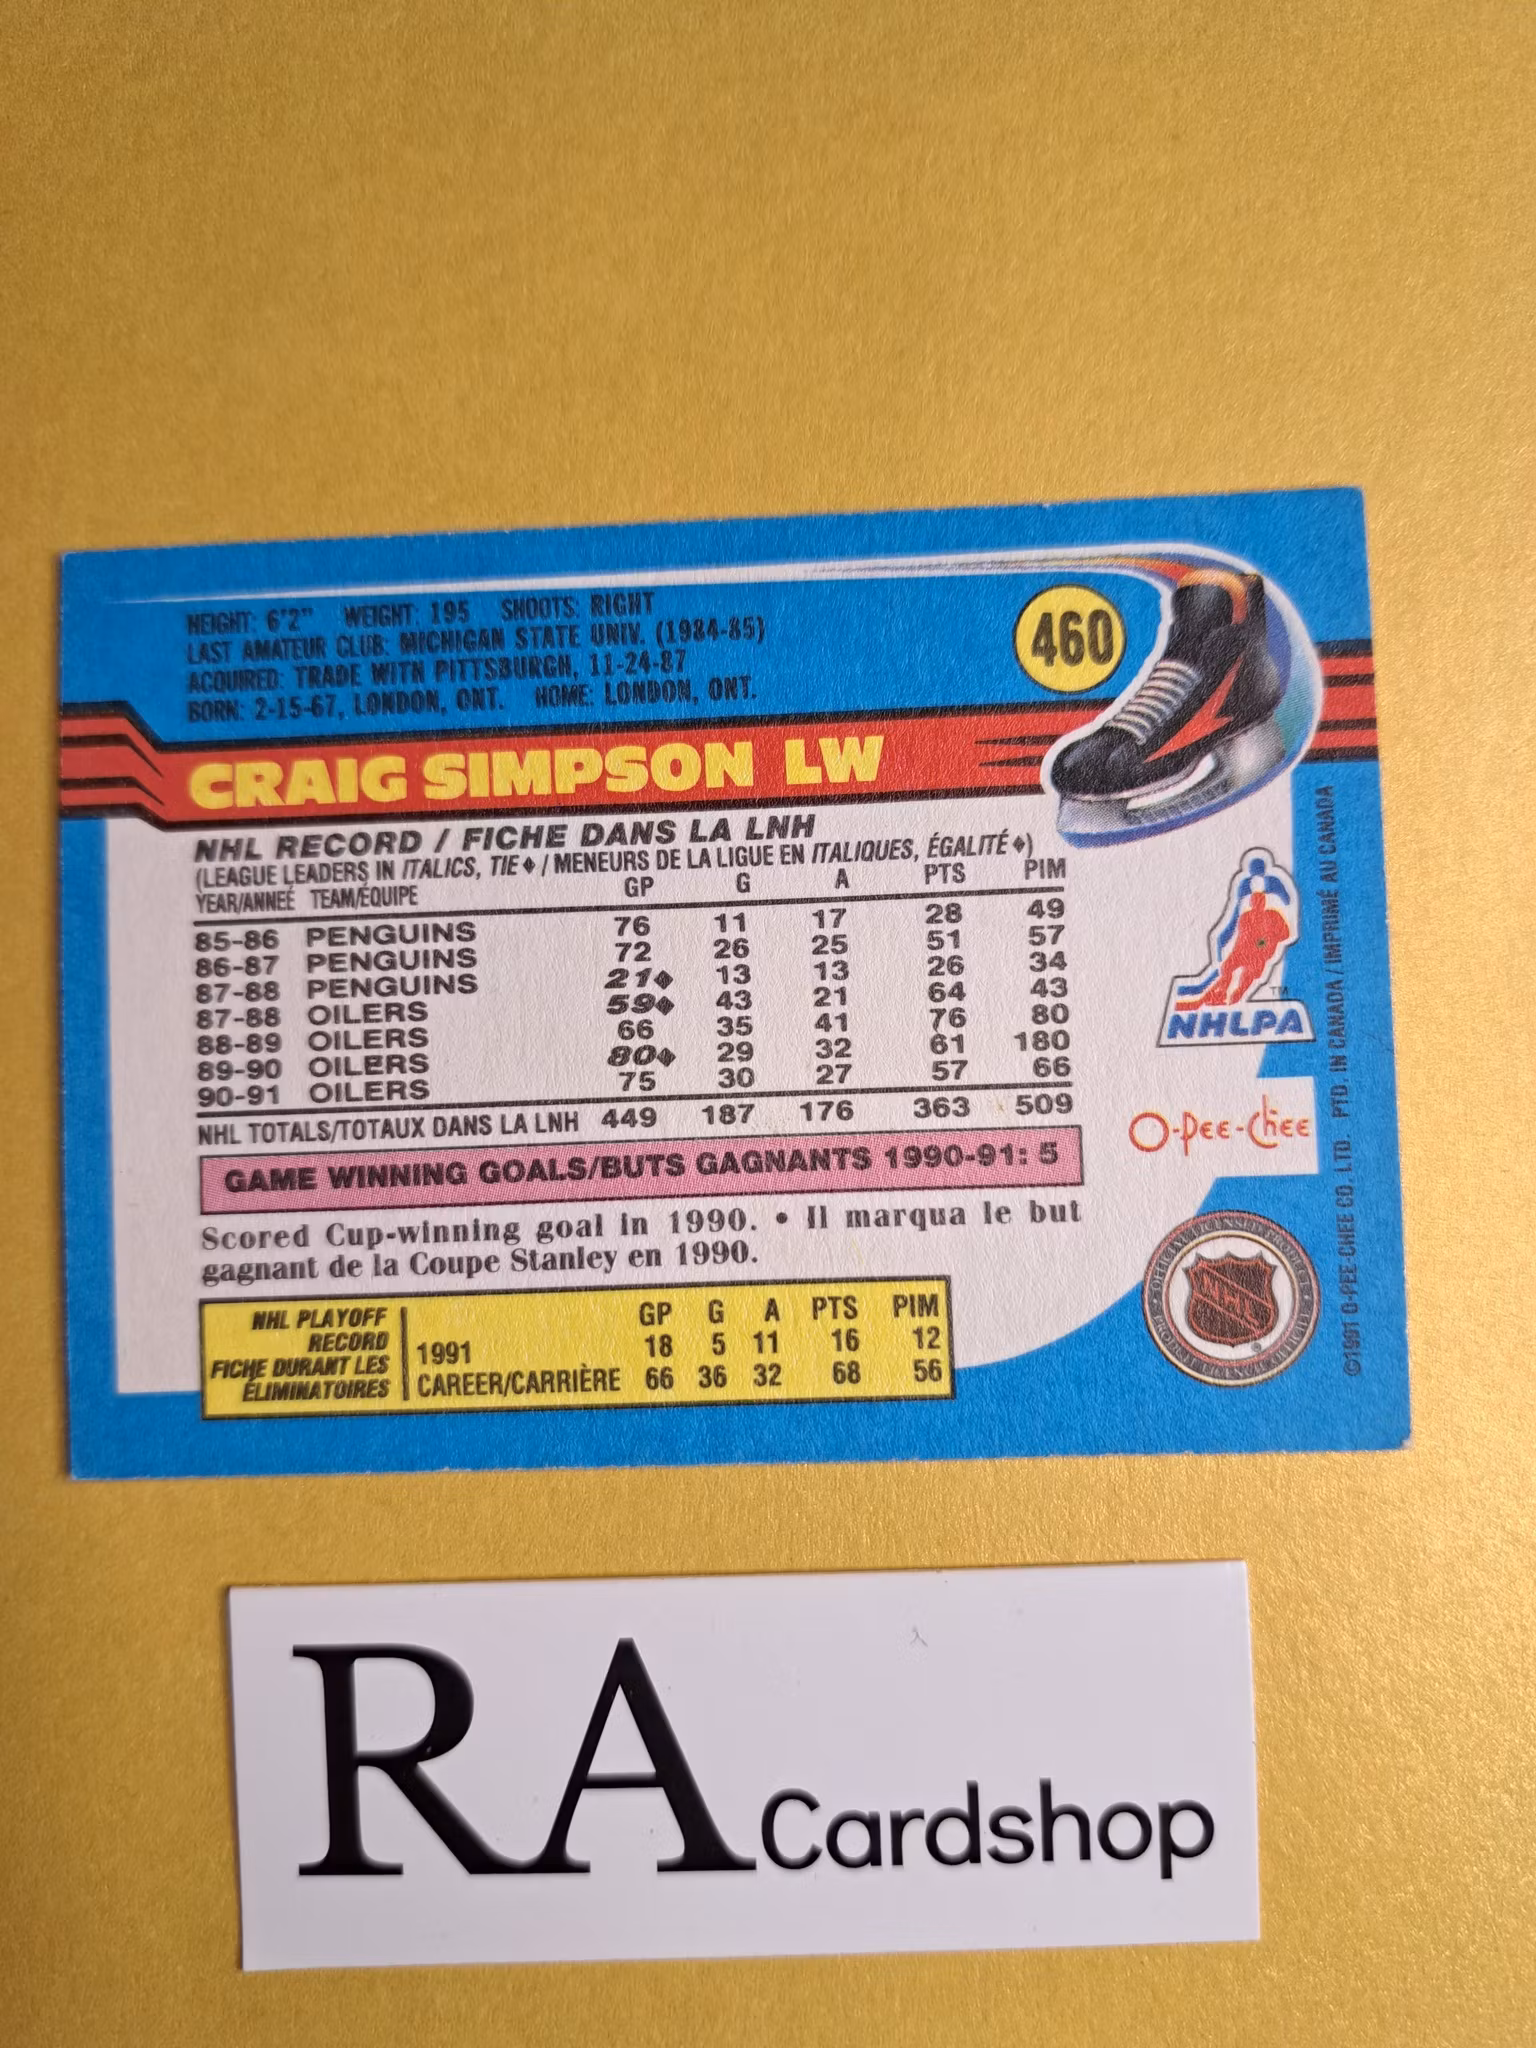 HEIGHT: 6'2" WEIGHT: 195 SHOOTS: RIGHT
LAST AMATEUR CLUB: MICHIGAN STATE UNIV. (1984-85)
ACQUIRED: TRADE WITH PITTSBURGH, 11-24-87
BORN: 2-15-67, LONDON, ONT. HOME: LONDON, ONT.
460
CRAIG SIMPSON LW
NHL RECORD / FICHE DANS LA LNH
(LEAGUE LEADERS IN ITALICS, TIE ♦ / MENEURS DE LA LIGUE EN ITALIQUES, ÉGALITÉ ♦)
YEAR/ANNEÉ TEAM/ÉQUIPE GP G A PTS PIM
85-86 PENGUINS 76 11 17 28 49
86-87 PENGUINS 72 26 25 51 57
87-88 PENGUINS 21♦ 13 13 26 34
87-88 OILERS 59♦ 43 21 64 43
88-89 OILERS 66 35 41 76 80
89-90 OILERS 80♦ 29 32 61 180
90-91 OILERS 75 30 27 57 66
NHL TOTALS/TOTAUX DANS LA LNH 449 187 176 363 509
GAME WINNING GOALS/BUTS GAGNANTS 1990-91: 5
Scored Cup-winning goal in 1990. • Il marqua le but
gagnant de la Coupe Stanley en 1990.
NHL PLAYOFF
RECORD
FICHE DURANT LES
ÉLIMINATOIRES
GP G A PTS PIM
1991 18 5 11 16 12
CAREER/CARRIÈRE 66 36 32 68 56
TM
NHLPA
O-PEE-CHEE
NHL
©1991 O-PEE-CHEE CO. LTD. PTD. IN CANADA / IMPRIMÉ AU CANADA
RA Cardshop